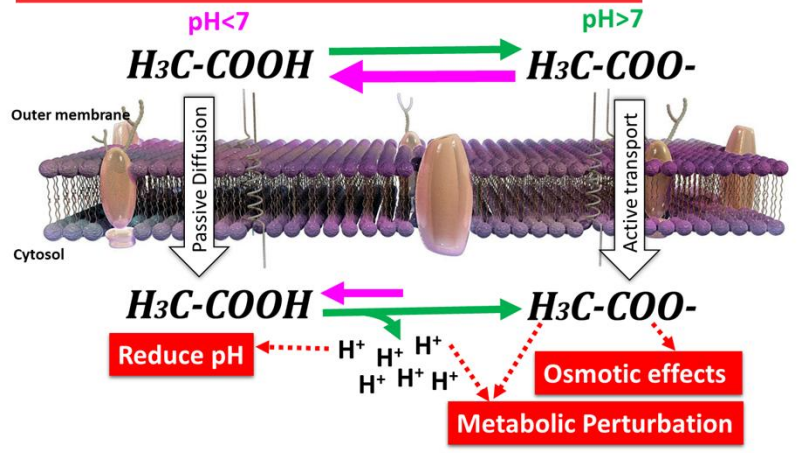 pH<7
pH>7
H3C-COOH
H3C-COO-
Outer membrane
Passive Diffusion
Active transport
Cytosol
H3C-COOH
H3C-COO-
Reduce pH
H+
H+
H+
H+
H+
H+
Osmotic effects
Metabolic Perturbation